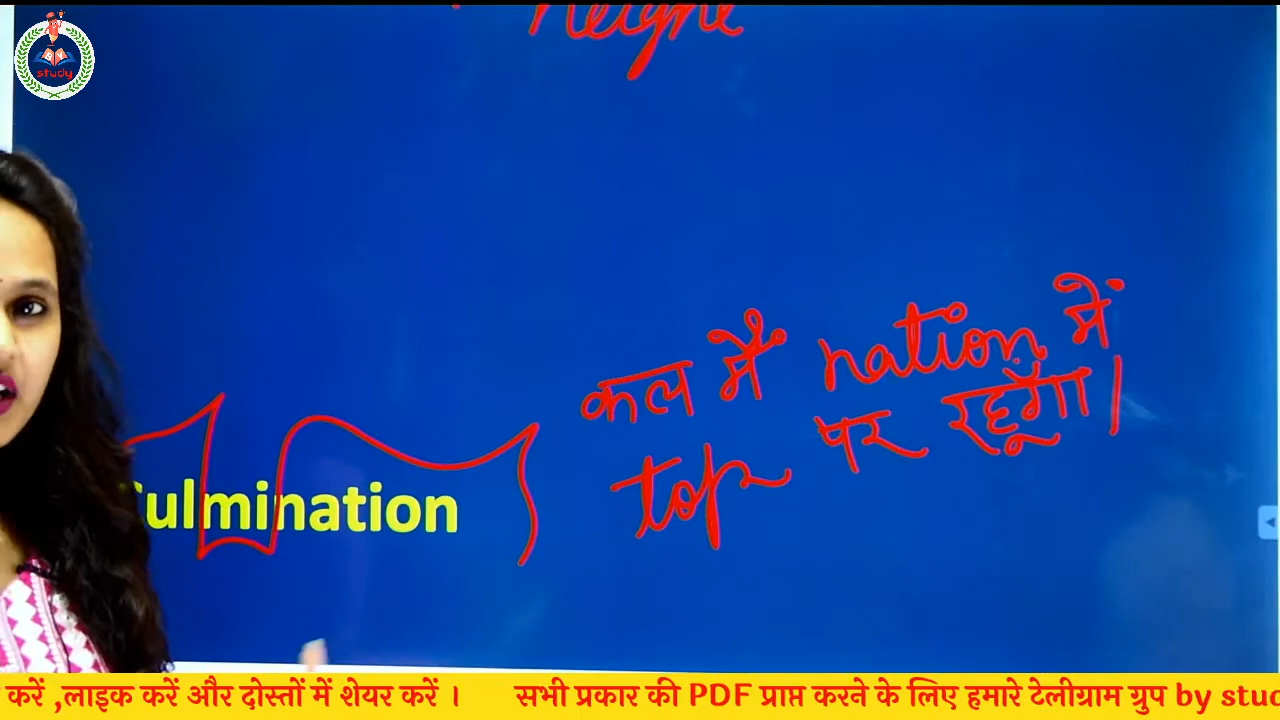 study
कल मैं nation में
top पर रहूँगा।
Culmination
करें ,लाइक करें और दोस्तों में शेयर करें । सभी प्रकार की PDF प्राप्त करने के लिए हमारे टेलीग्राम ग्रुप by stud